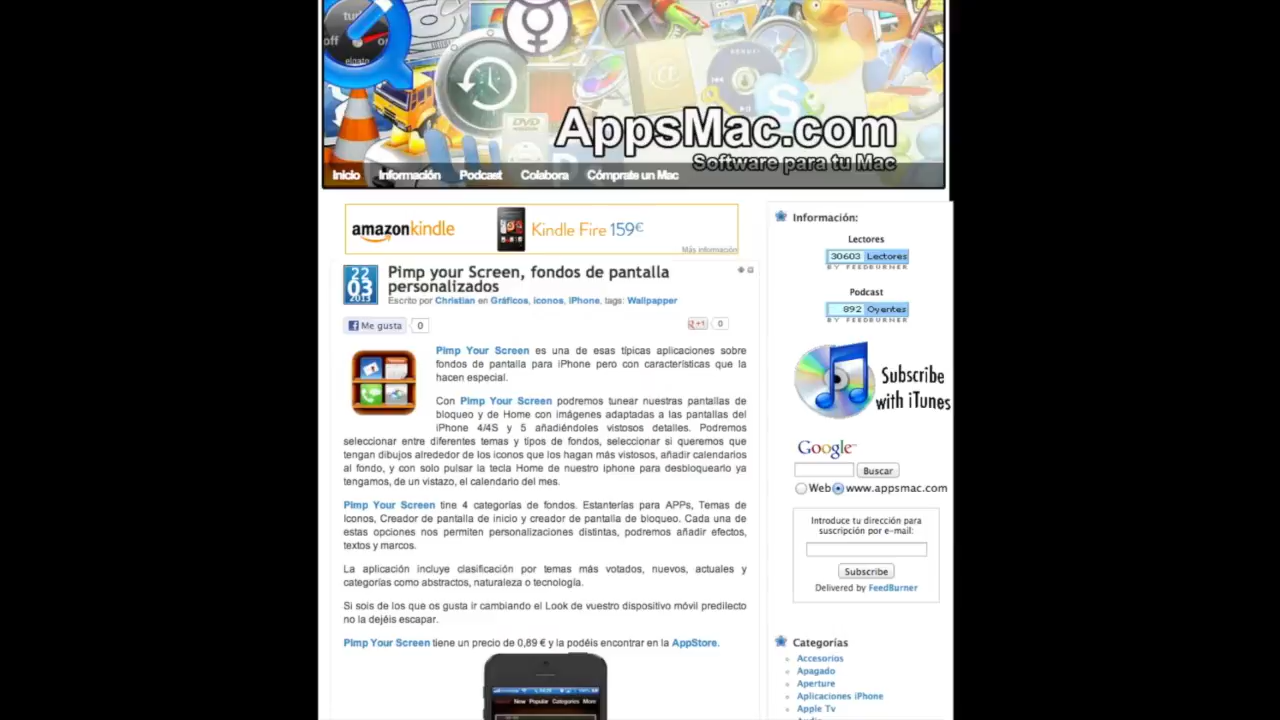 off
elgato
DVD
MENU
AppsMac.com
Software para tu Mac
Inicio Información Podcast Colabora Cómprate un Mac
amazonkindle Kindle Fire 159€
Más información
22
03
2013
Pimp your Screen, fondos de pantalla
personalizados
Escrito por Christian en Gráficos, iconos, iPhone, tags: Wallpapper
Me gusta 0
+1 0
Pimp Your Screen es una de esas típicas aplicaciones sobre
fondos de pantalla para iPhone pero con características que la
hacen especial.
Con Pimp Your Screen podremos tunear nuestras pantallas de
bloqueo y de Home con imágenes adaptadas a las pantallas del
iPhone 4/4S y 5 añadiéndoles vistosos detalles. Podremos
seleccionar entre diferentes temas y tipos de fondos, seleccionar si queremos que
tengan dibujos alrededor de los iconos que los hagan más vistosos, añadir calendarios
al fondo, y con solo pulsar la tecla Home de nuestro iphone para desbloquearlo ya
tengamos, de un vistazo, el calendario del mes.
Pimp Your Screen tine 4 categorías de fondos. Estanterías para APPs, Temas de
Iconos, Creador de pantalla de inicio y creador de pantalla de bloqueo. Cada una de
estas opciones nos permiten personalizaciones distintas, podremos añadir efectos,
textos y marcos.
La aplicación incluye clasificación por temas más votados, nuevos, actuales y
categorías como abstractos, naturaleza o tecnología.
Si sois de los que os gusta ir cambiando el Look de vuestro dispositivo móvil predilecto
no la dejéis escapar.
Pimp Your Screen tiene un precio de 0,89 € y la podéis encontrar en la AppStore.
New Popular Categories More
Información:
Lectores
30603 Lectores
BY FEEDBURNER
Podcast
892 Oyentes
BY FEEDBURNER
Subscribe
with iTunes
Google
Buscar
Web www.appsmac.com
Introduce tu dirección para
suscripción por e-mail:
Subscribe
Delivered by FeedBurner
Categorías
Accesorios
Apagado
Aperture
Aplicaciones iPhone
Apple Tv